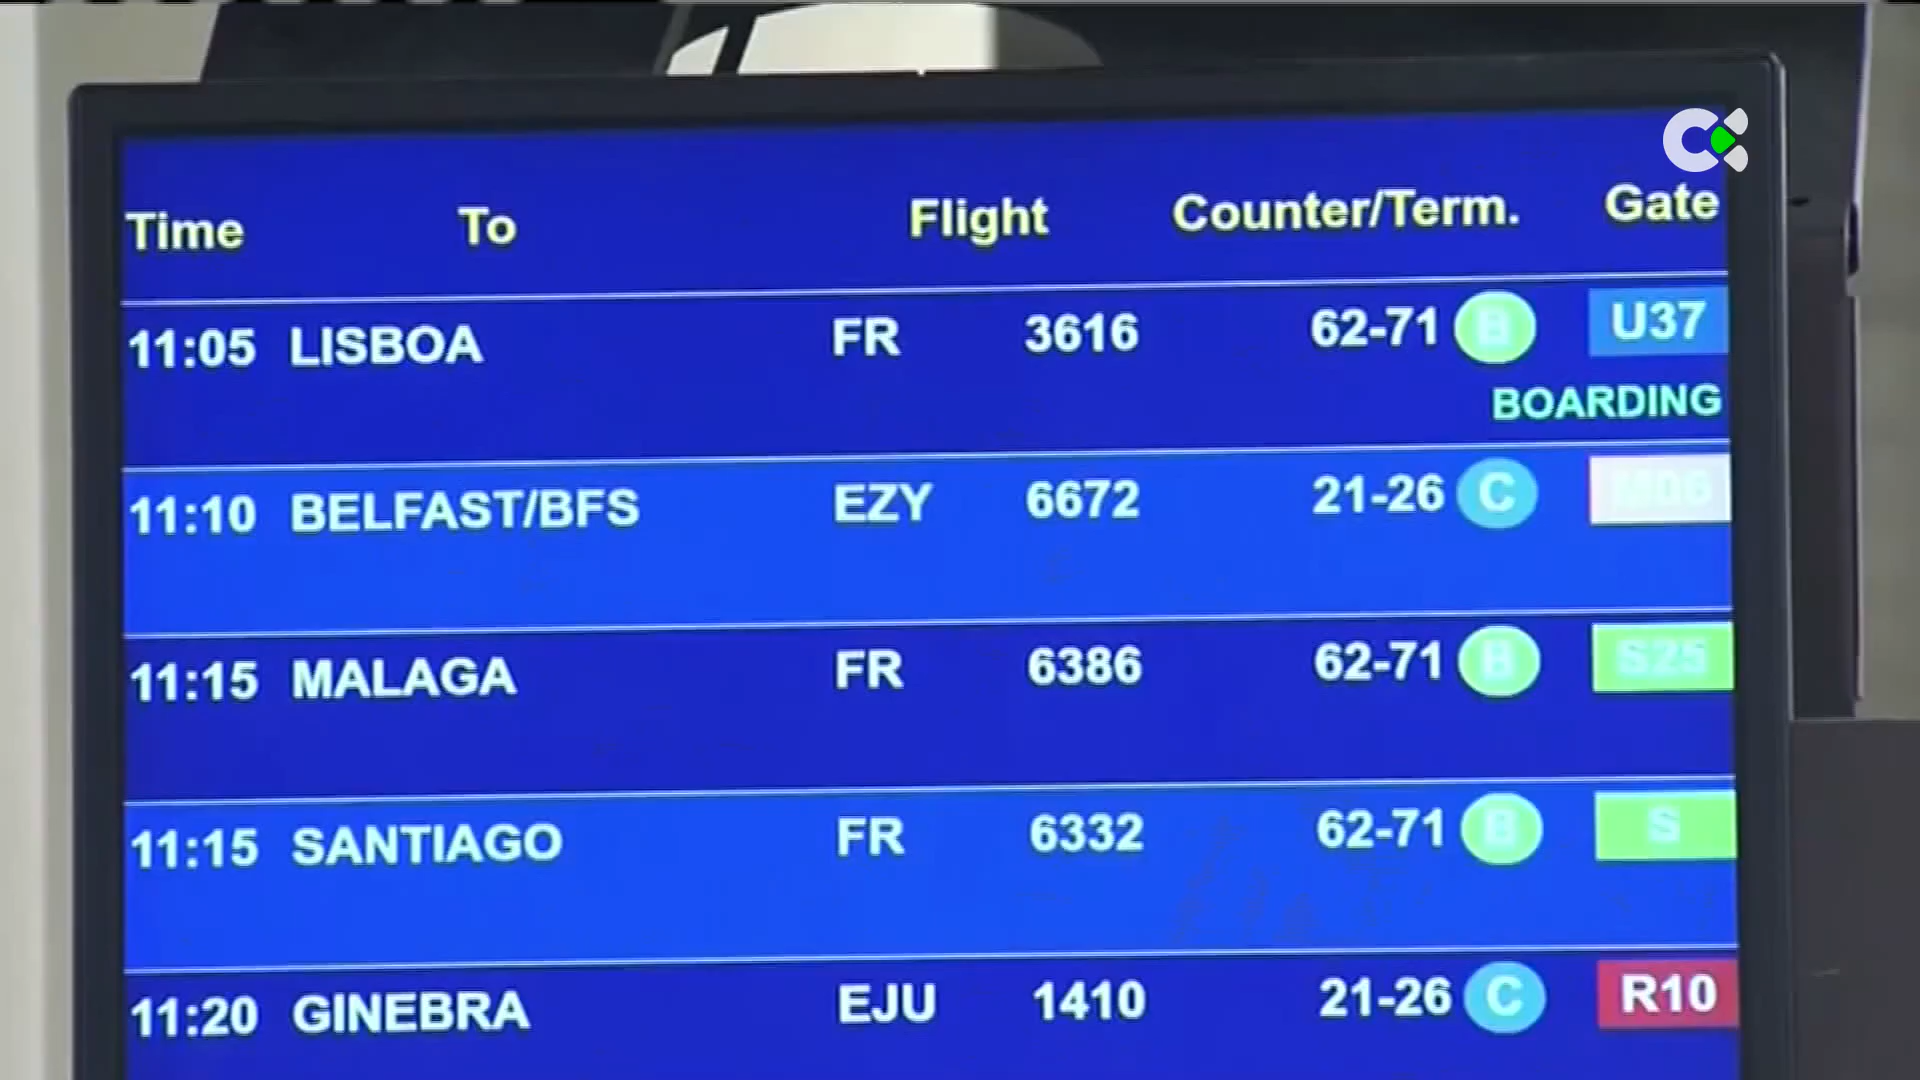 Time To Flight Counter/Term. Gate
11:05 LISBOA FR 3616 62-71 B U37
BOARDING
11:10 BELFAST/BFS EZY 6672 21-26 C
11:15 MALAGA FR 6386 62-71 B S25
11:15 SANTIAGO FR 6332 62-71 B S
11:20 GINEBRA EJU 1410 21-26 C R10